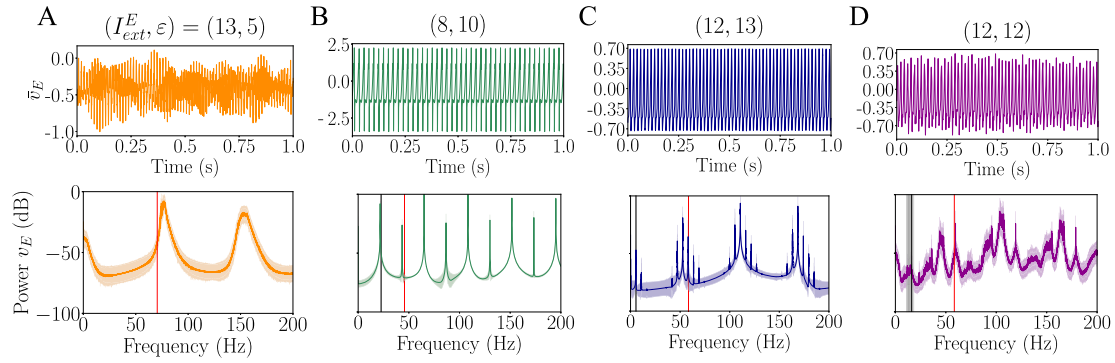 A
B
C
D
(I_{ext}^{E}, ε) = (13, 5)
(8, 10)
(12, 13)
(12, 12)
v̄_E
0.0
−0.5
−1.0
2.5
0.0
−2.5
0.70
0.35
0.00
−0.35
−0.70
0.70
0.35
0.00
−0.35
−0.70
0.0 0.25 0.5 0.75 1.0
0.0 0.25 0.5 0.75 1.0
0.0 0.25 0.5 0.75 1.0
0.0 0.25 0.5 0.75 1.0
Time (s)
Time (s)
Time (s)
Time (s)
Power v_E (dB)
0
−50
−100
0 50 100 150 200
0 50 100 150 200
0 50 100 150 200
0 50 100 150 200
Frequency (Hz)
Frequency (Hz)
Frequency (Hz)
Frequency (Hz)